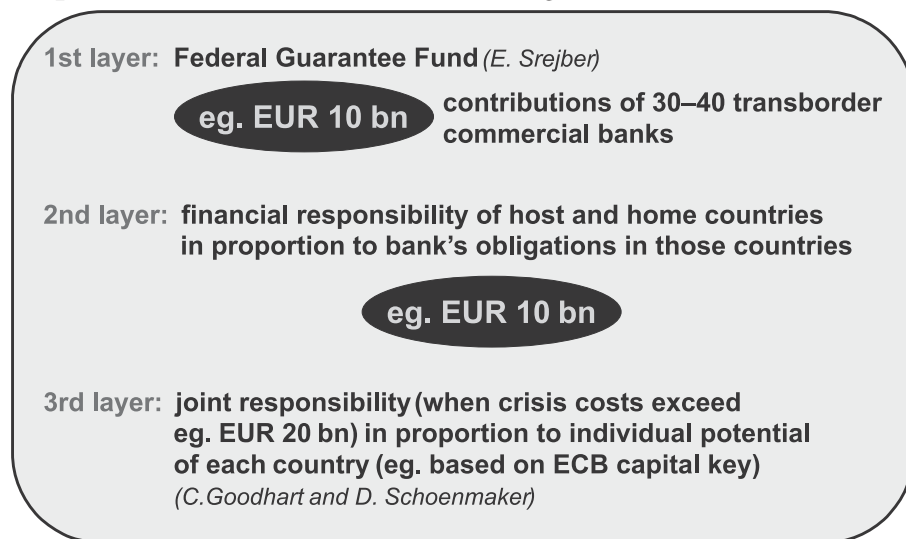 1st layer: Federal Guarantee Fund (E. Srejber)
eg. EUR 10 bn
contributions of 30–40 transborder
commercial banks
2nd layer: financial responsibility of host and home countries
in proportion to bank's obligations in those countries
eg. EUR 10 bn
3rd layer: joint responsibility (when crisis costs exceed
eg. EUR 20 bn) in proportion to individual potential
of each country (eg. based on ECB capital key)
(C.Goodhart and D. Schoenmaker)